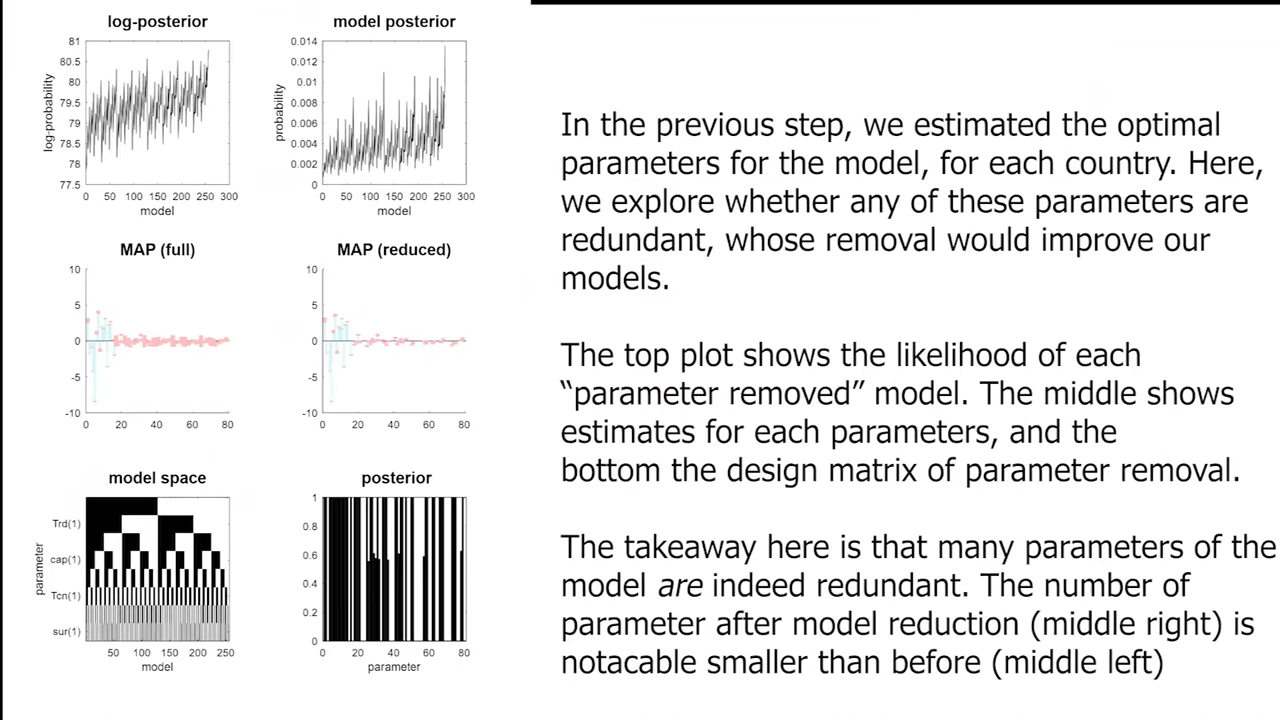 log-posterior
81
80.5
80
79.5
79
78.5
78
77.5
log-probability
0 50 100 150 200 250 300
model
model posterior
0.014
0.012
0.01
0.008
0.006
0.004
0.002
0
probability
0 50 100 150 200 250 300
model
MAP (full)
10
5
0
-5
-10
0 20 40 60 80
MAP (reduced)
10
5
0
-5
-10
0 20 40 60 80
model space
Trd(1)
cap(1)
Tcn(1)
sur(1)
parameter
50 100 150 200 250
model
posterior
1
0.8
0.6
0.4
0.2
0
0 20 40 60 80
parameter
In the previous step, we estimated the optimal
parameters for the model, for each country. Here,
we explore whether any of these parameters are
redundant, whose removal would improve our
models.
The top plot shows the likelihood of each
“parameter removed” model. The middle shows
estimates for each parameters, and the
bottom the design matrix of parameter removal.
The takeaway here is that many parameters of the
model are indeed redundant. The number of
parameter after model reduction (middle right) is
notacable smaller than before (middle left)